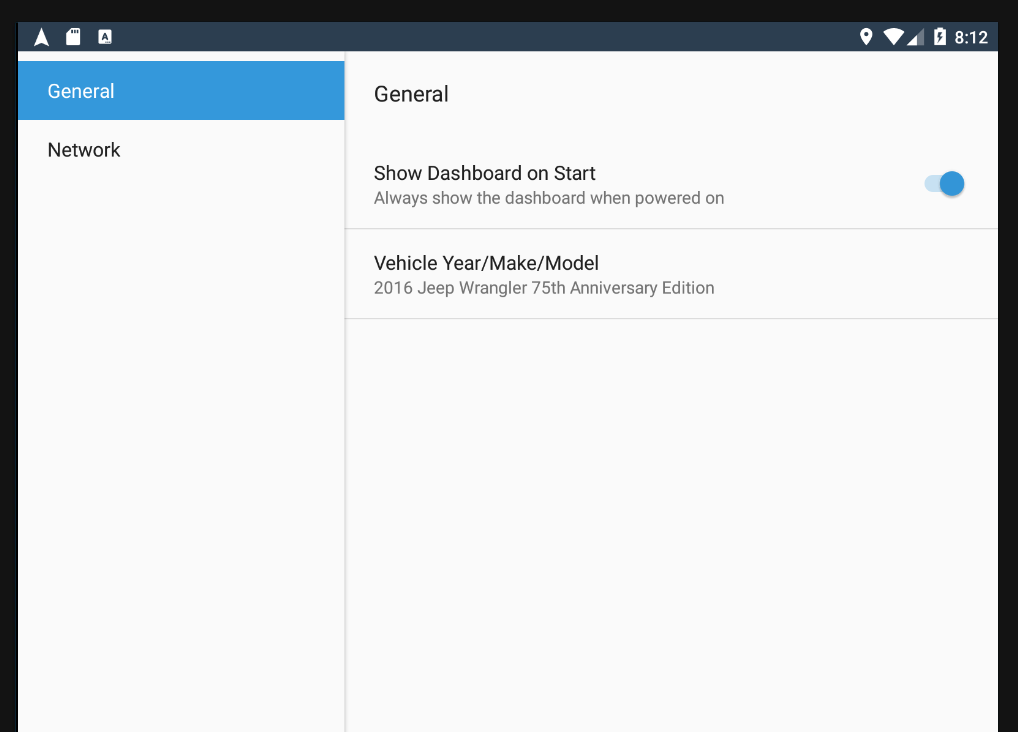 A
8:12
General
Network
General
Show Dashboard on Start
Always show the dashboard when powered on
Vehicle Year/Make/Model
2016 Jeep Wrangler 75th Anniversary Edition